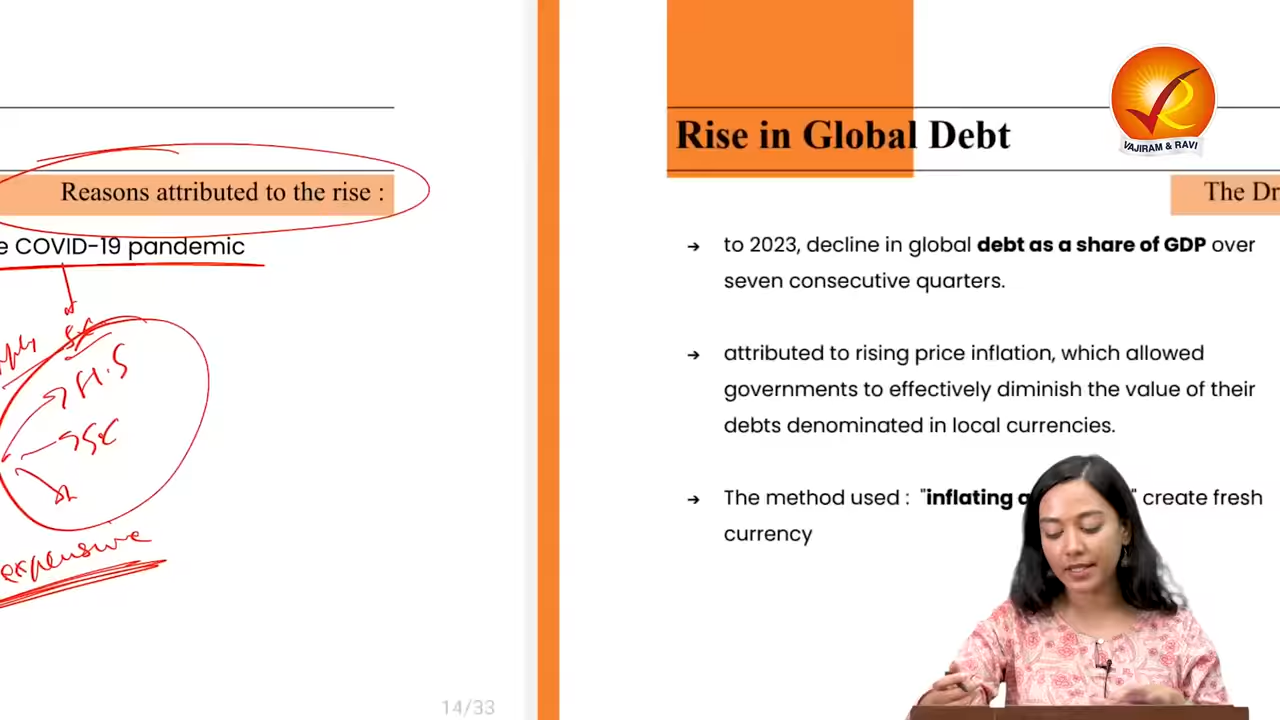 Reasons attributed to the rise :
e COVID-19 pandemic
H.S
SC
expensive
14/33
VAJIRAM & RAVI
Rise in Global Debt
The Dr
→ to 2023, decline in global debt as a share of GDP over
seven consecutive quarters.
→ attributed to rising price inflation, which allowed
governments to effectively diminish the value of their
debts denominated in local currencies.
→ The method used : "inflating " create fresh
currency